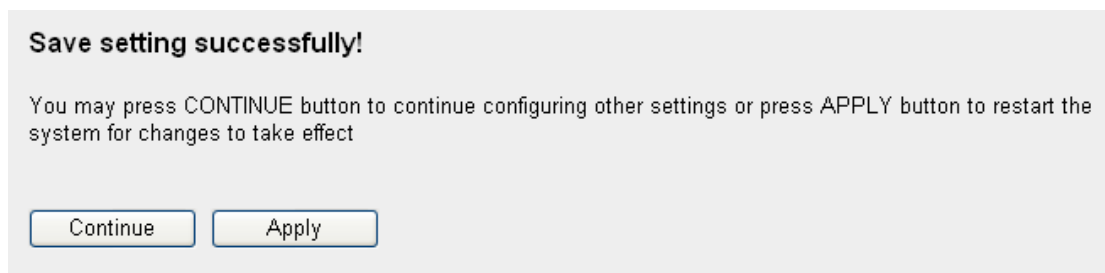 Save setting successfully!
You may press CONTINUE button to continue configuring other settings or press APPLY button to restart the
system for changes to take effect
Continue
Apply